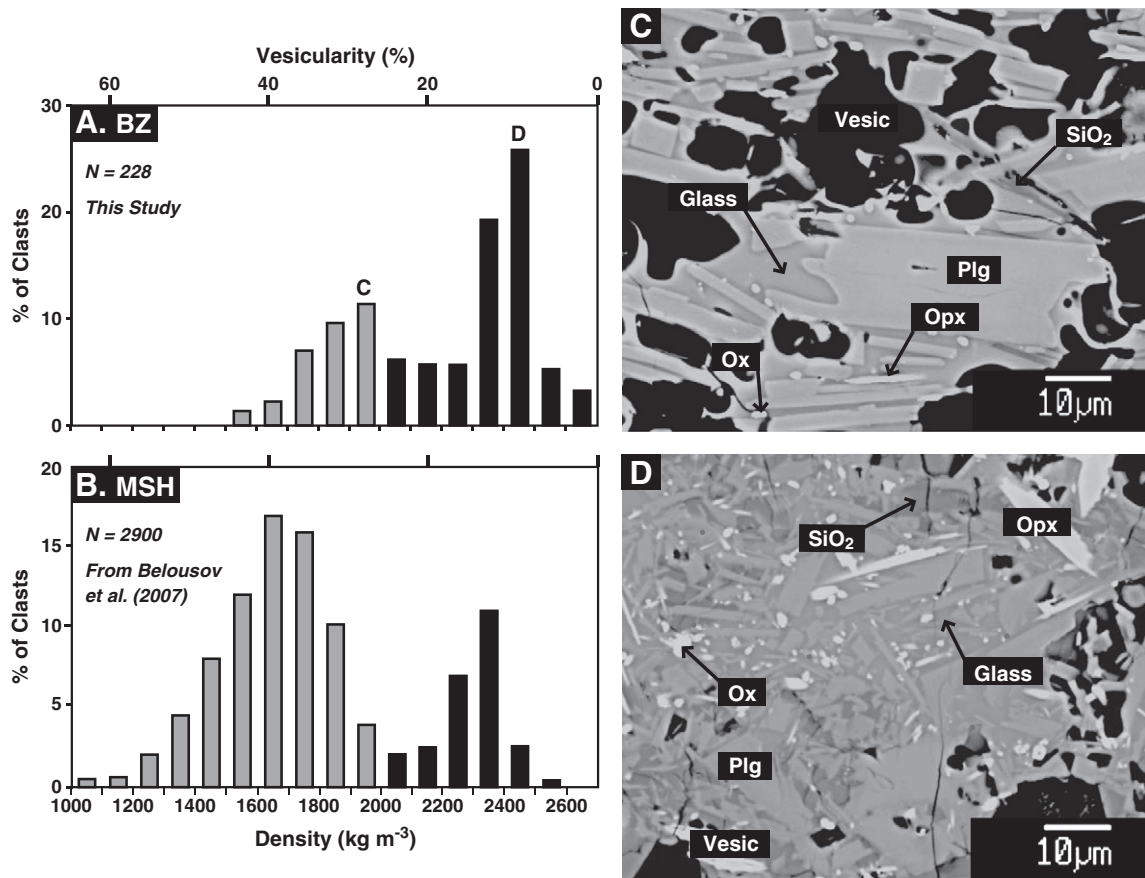 Vesicularity (%)
60 40 20 0
30
20
10
0
% of Clasts
A. BZ
N = 228
This Study
C
D
20
15
10
5
0
% of Clasts
B. MSH
N = 2900
From Belousov
et al. (2007)
1000 1200 1400 1600 1800 2000 2200 2400 2600
Density (kg m⁻³)
C
Vesic
SiO₂
Glass
Plg
Opx
Ox
10µm
D
Opx
SiO₂
Glass
Ox
Plg
Vesic
10µm